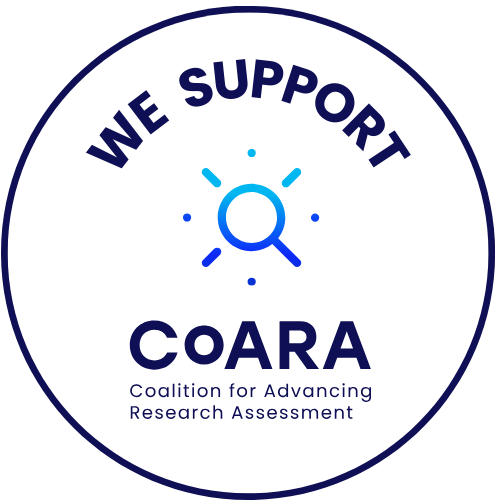 WE SUPPORT
CoARA
Coalition for Advancing
Research Assessment